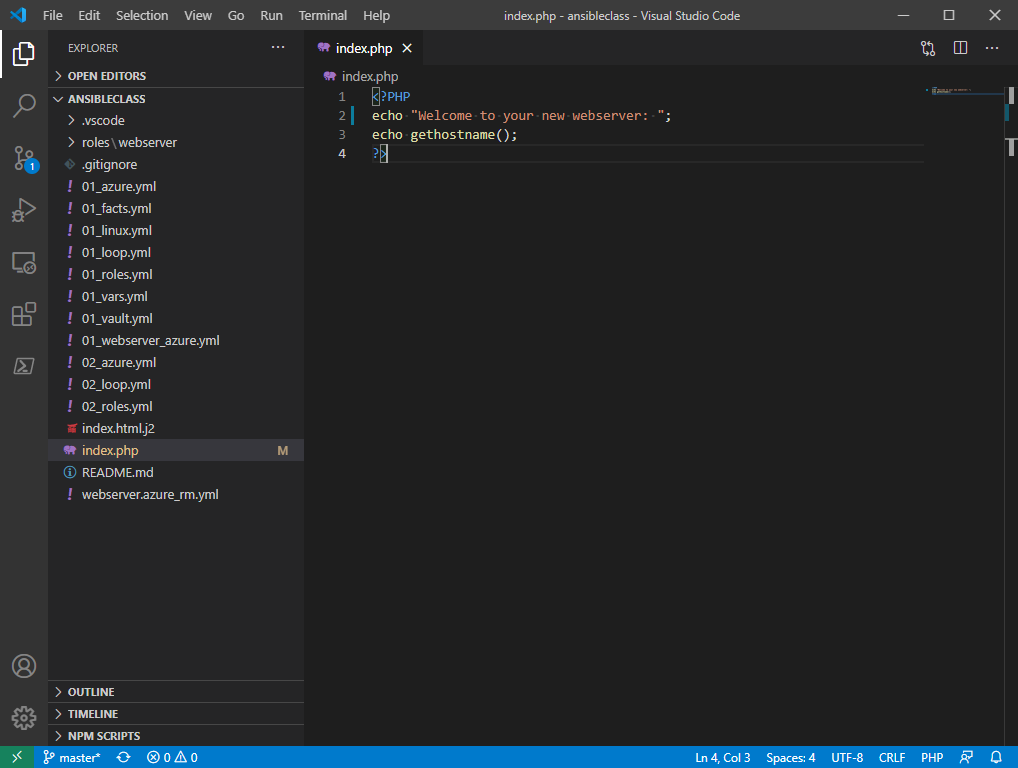 File Edit Selection View Go Run Terminal Help index.php - ansibleclass - Visual Studio Code
EXPLORER
OPEN EDITORS
ANSIBLECLASS
.vscode
roles\webserver
.gitignore
! 01_azure.yml
! 01_facts.yml
! 01_linux.yml
! 01_loop.yml
! 01_roles.yml
! 01_vars.yml
! 01_vault.yml
! 01_webserver_azure.yml
! 02_azure.yml
! 02_loop.yml
! 02_roles.yml
index.html.j2
index.php M
README.md
! webserver.azure_rm.yml
OUTLINE
TIMELINE
NPM SCRIPTS
index.php
index.php
1 <?PHP
2 echo "Welcome to your new webserver: ";
3 echo gethostname();
4 ?>
1
master* 0 0 Ln 4, Col 3 Spaces: 4 UTF-8 CRLF PHP